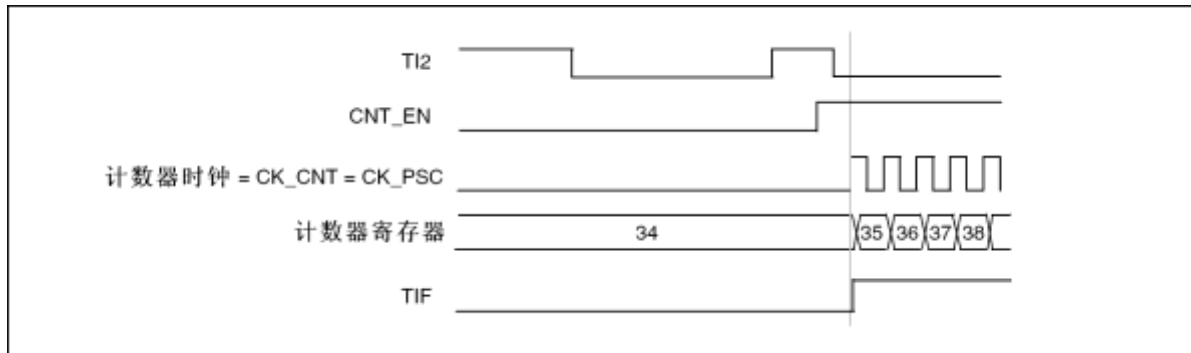 TI2
CNT_EN
计数器时钟 = CK_CNT = CK_PSC
计数器寄存器 34 35 36 37 38
TIF